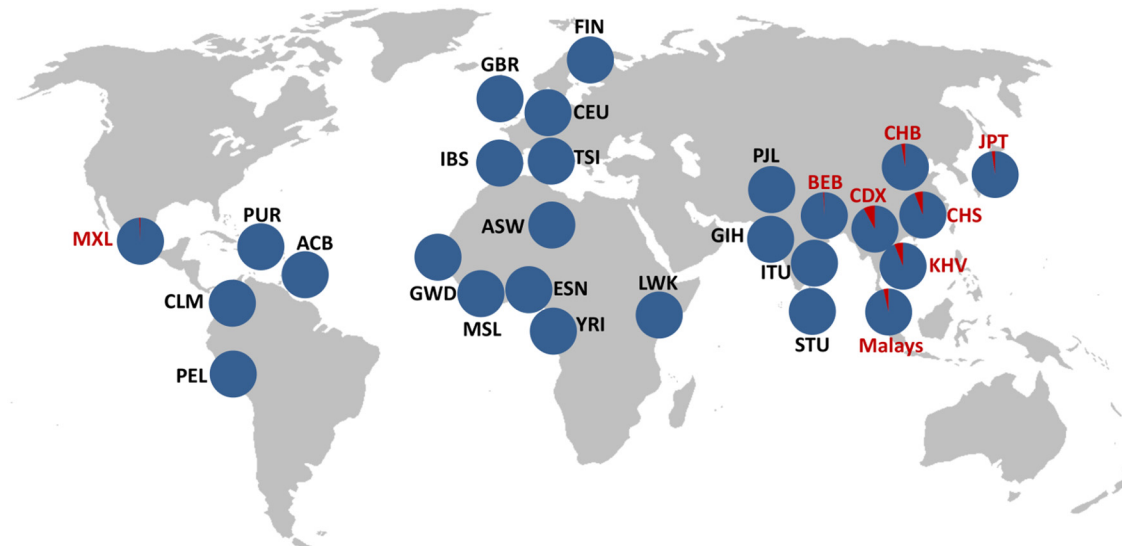 FIN
GBR
CEU
IBS
TSI
CHB
JPT
PJL
BEB
CDX
CHS
PUR
ASW
MXL
ACB
GIH
ITU
KHV
CLM
GWD
ESN
LWK
MSL
YRI
STU
Malays
PEL